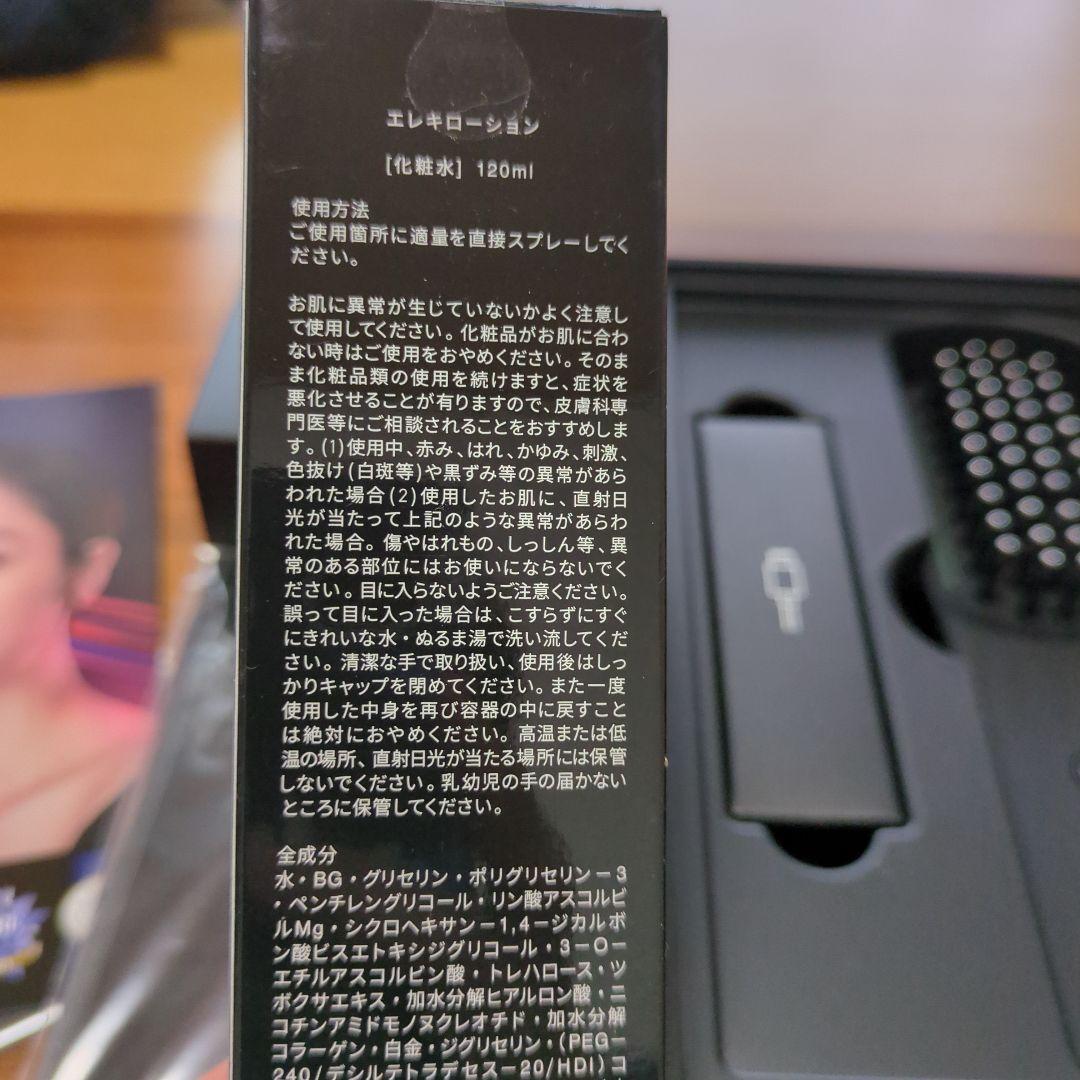 エレキローション
[化粧水] 120ml
使用方法
ご使用箇所に適量を直接スプレーしてく
ださい。
お肌に異常が生じていないかよく注意し
て使用してください。化粧品がお肌に合わ
ない時はご使用をおやめください。そのま
ま化粧品類の使用を続けますと、症状を
悪化させることが有りますので、皮膚科専
門医等にご相談されることをおすすめしま
す。(1)使用中、赤み、はれ、かゆみ、刺激、
色抜け(白斑等)や黒ずみ等の異常があら
われた場合(2)使用したお肌に、直射日
光が当たって上記のような異常があらわ
れた場合。傷やはれもの、しっしん等、異
常のある部位にはお使いにならないでく
ださい。目に入らないようご注意ください。
誤って目に入った場合は、こすらずにすぐ
にきれいな水・ぬるま湯で洗い流してくだ
さい。清潔な手で取り扱い、使用後はしっ
かりキャップを閉めてください。また一度
使用した中身を再び容器の中に戻すこと
は絶対におやめください。高温または低
温の場所、直射日光が当たる場所には保管
しないでください。乳幼児の手の届かない
ところに保管してください。
全成分
水・BG・グリセリン・ポリグリセリン－3
・ペンチレングリコール・リン酸アスコルビ
ルMg・シクロヘキサン－1,4－ジカルボ
ン酸ビスエトキシジグリコール・3－O－
エチルアスコルビン酸・トレハロース・ツ
ボクサエキス・加水分解ヒアルロン酸・ニ
コチンアミドモノヌクレオチド・加水分解
コラーゲン・白金・ジグリセリン・(PEG－
240/デシルテトラデセス－20/HDI)コ